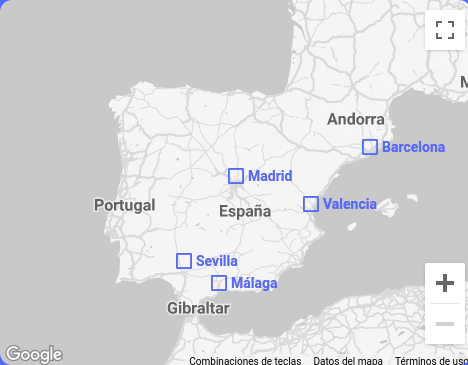 M
Andorra
Barcelona
Madrid
Portugal
España
Valencia
Sevilla
Málaga
Gibraltar
Google
Combinaciones de teclas
Datos del mapa
Términos de uso